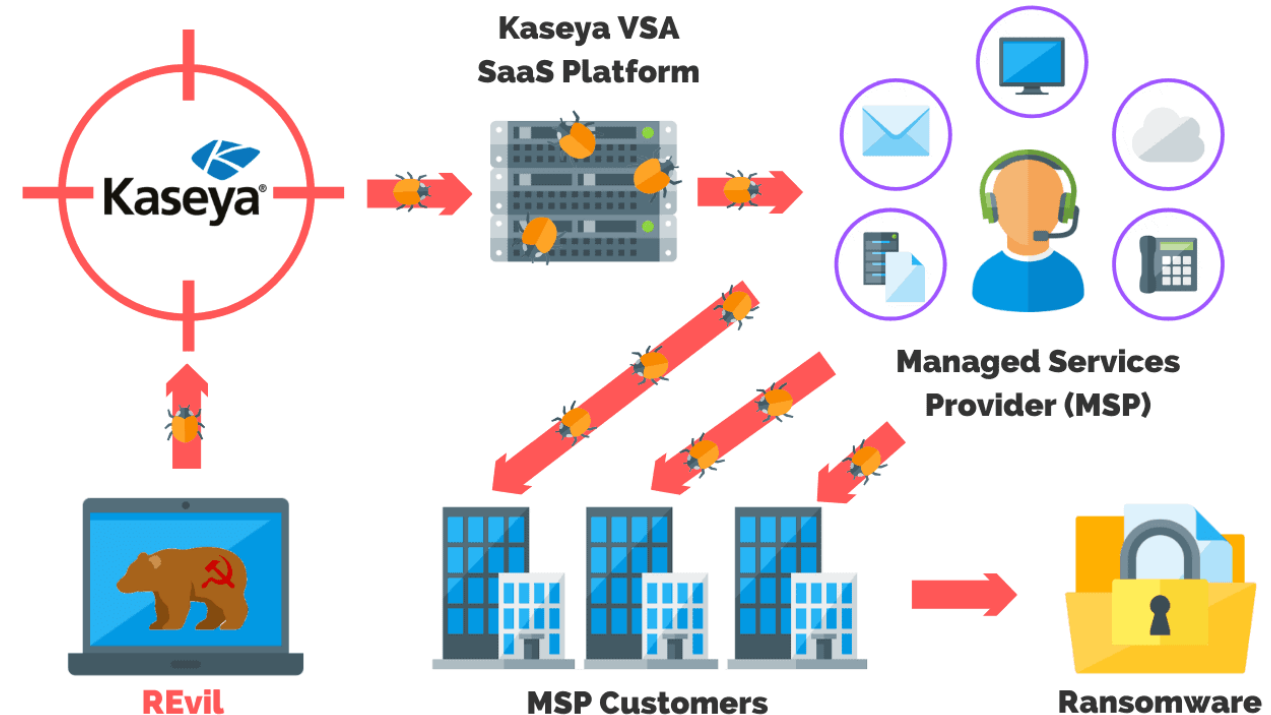 Kaseya VSA
SaaS Platform
Kaseya®
Managed Services
Provider (MSP)
REvil
MSP Customers
Ransomware